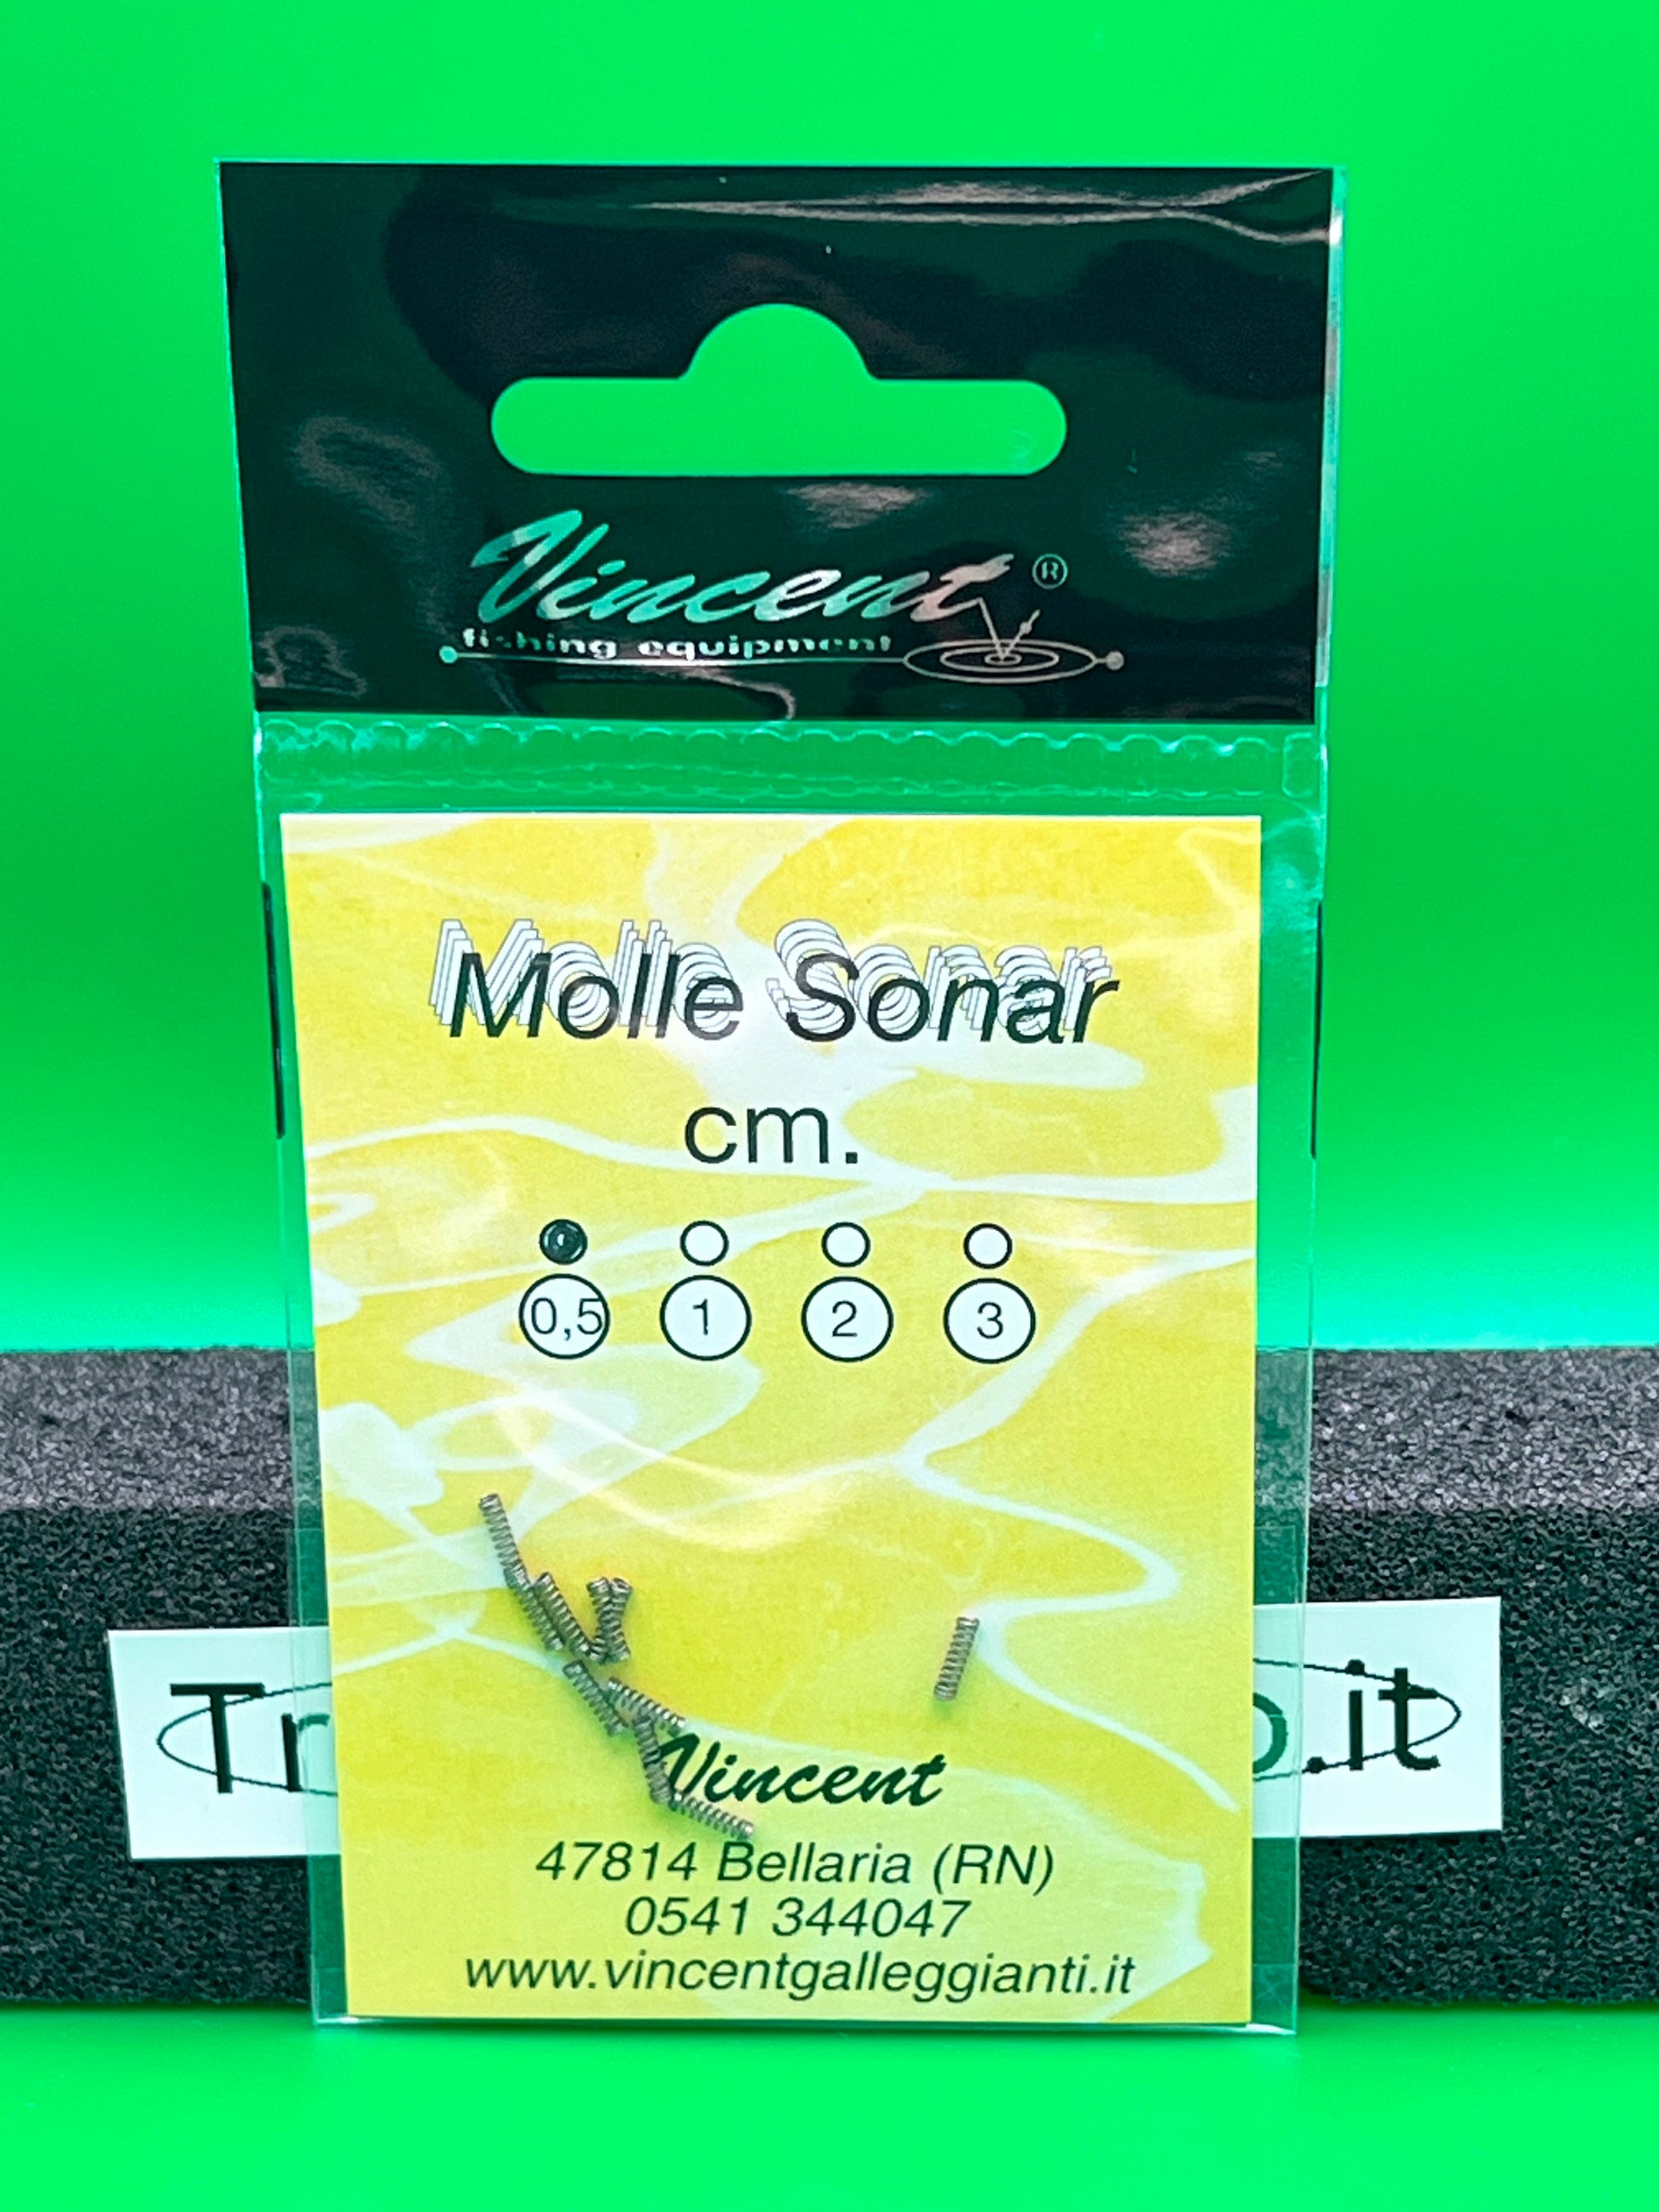 Vincent ®
fishing equipment
Molle Sonar
cm.
0,5 1 2 3
Vincent
47814 Bellaria (RN)
0541 344047
www.vincentgalleggianti.it